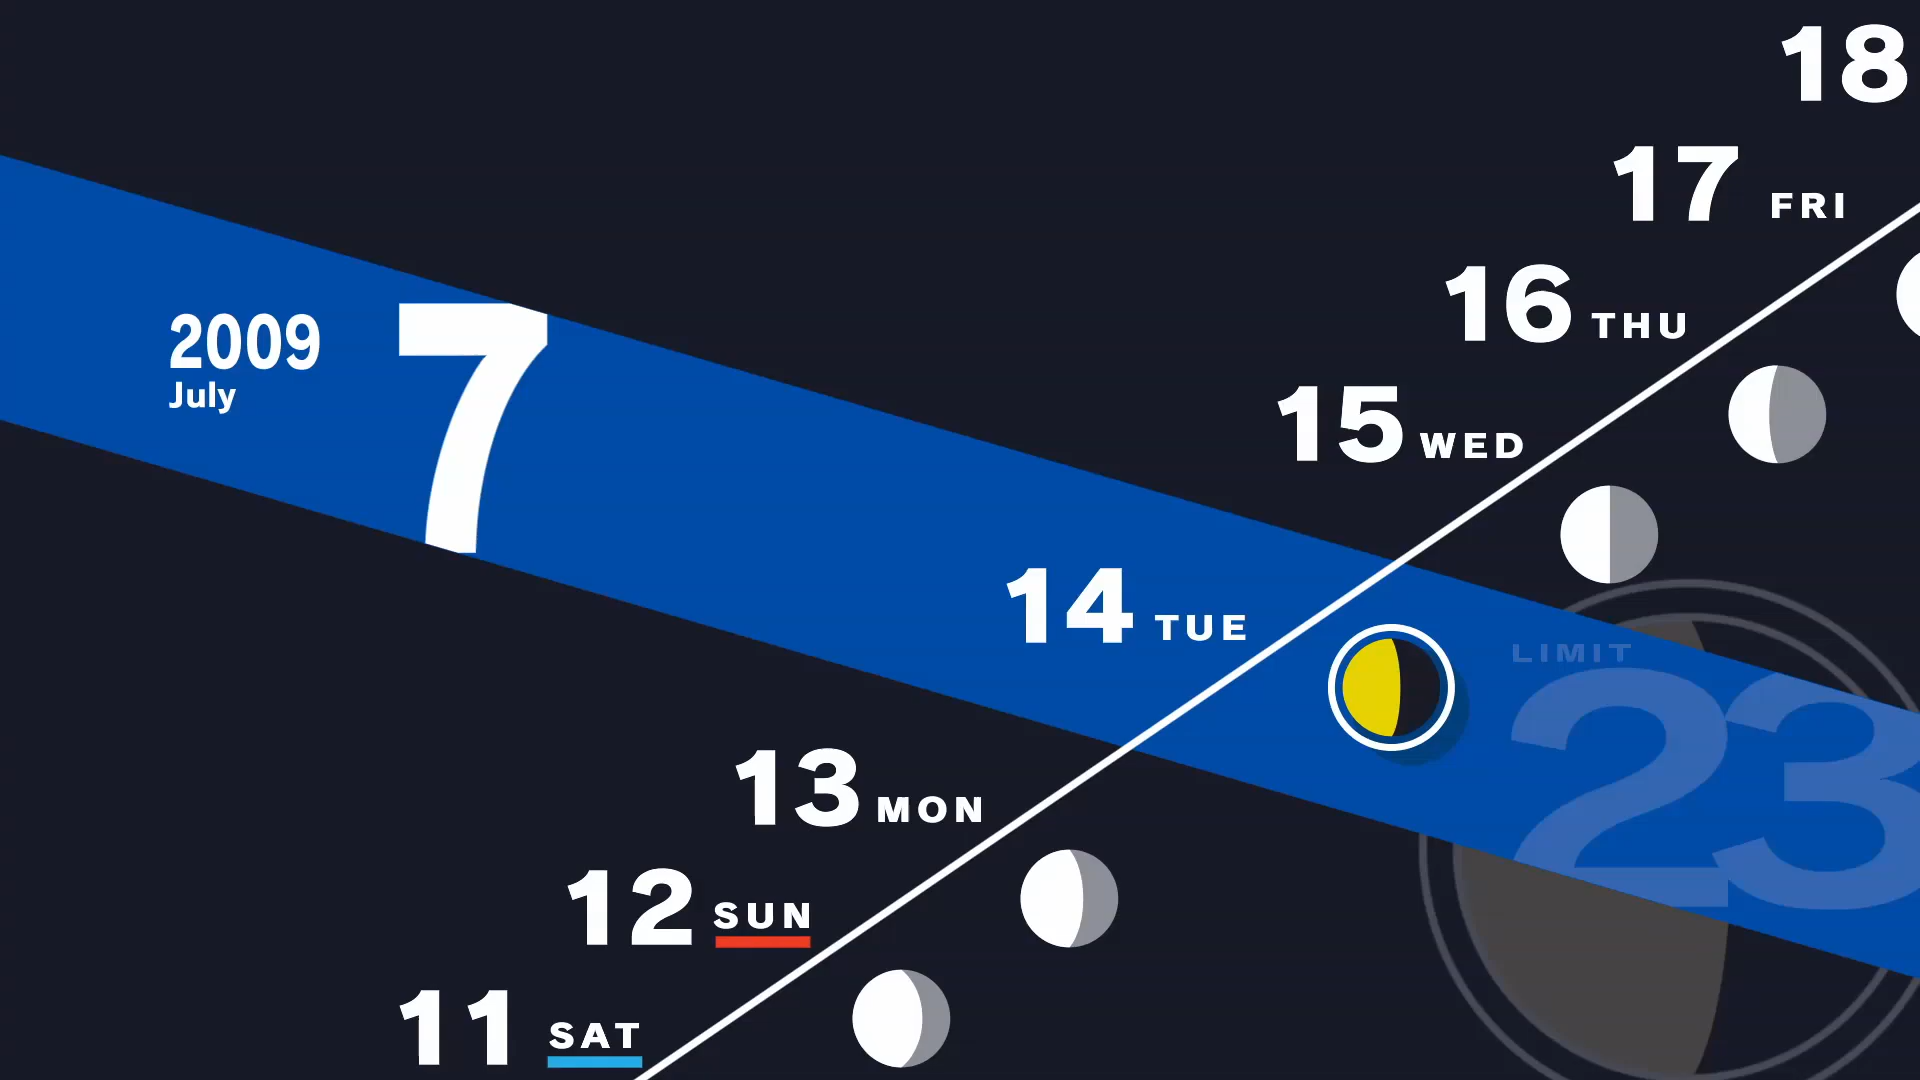 18
17 FRI
16 THU
15 WED
2009
July
7
14 TUE
LIMIT
23
13 MON
12 SUN
11 SAT